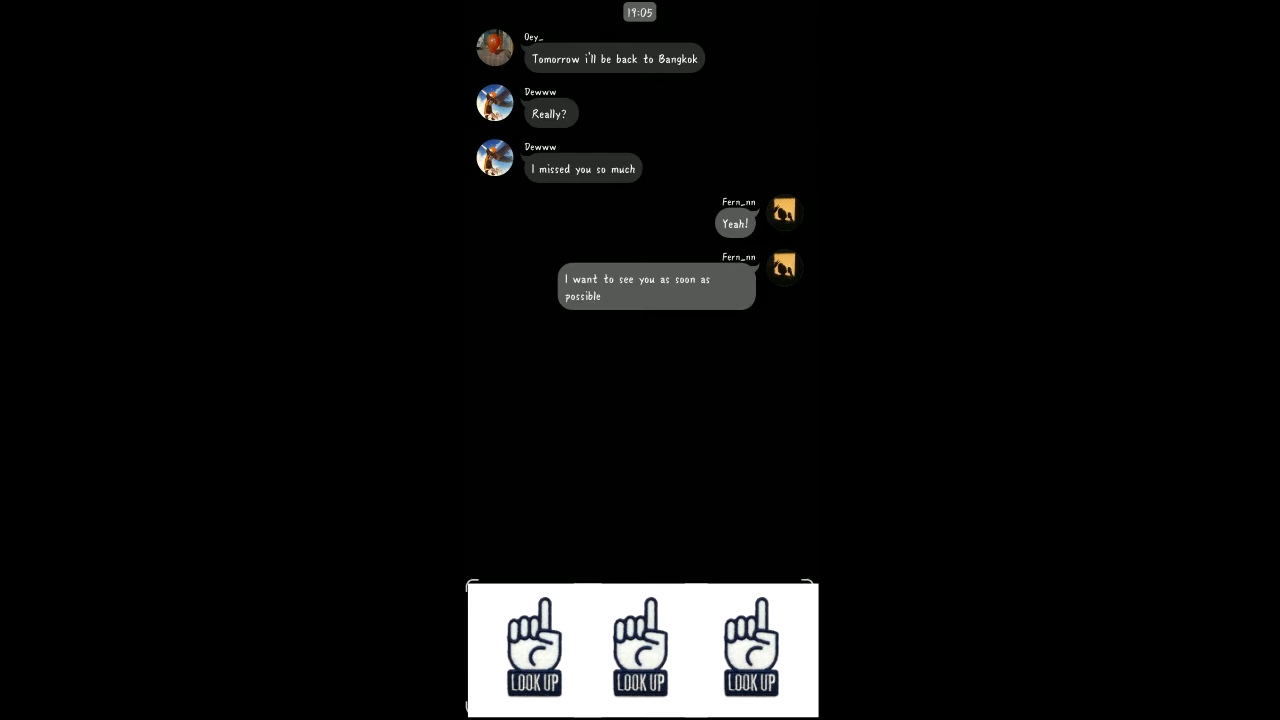 19:05
Oey_
Tomorrow i'll be back to Bangkok
Dewww
Really?
Dewww
I missed you so much
Fern_nn
Yeah!
Fern_nn
I want to see you as soon as
possible
LOOK UP LOOK UP LOOK UP